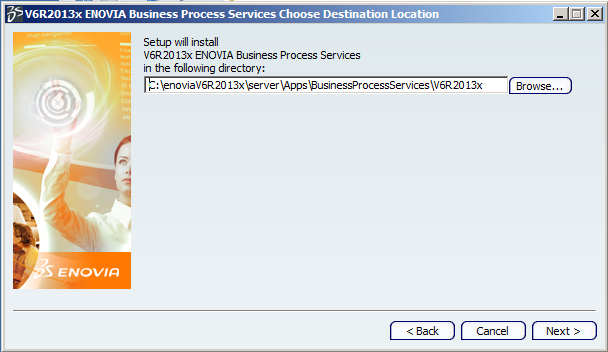 V6R2013x ENOVIA Business Process Services Choose Destination Location
Setup will install
V6R2013x ENOVIA Business Process Services
in the following directory:
C:\enoviaV6R2013x\server\Apps\BusinessProcessServices\V6R2013x
Browse...
ENOVIA
< Back
Cancel
Next >